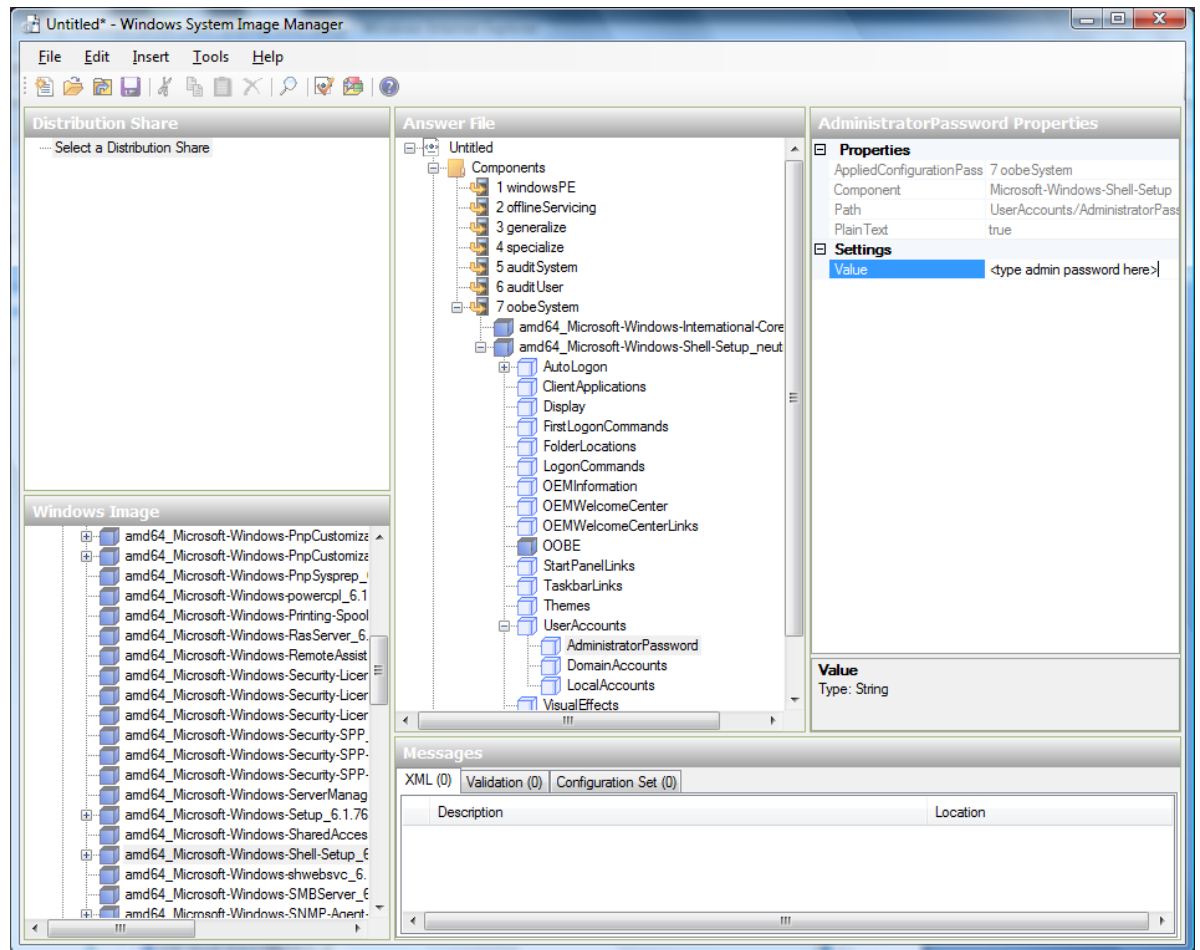 Untitled* - Windows System Image Manager
File Edit Insert Tools Help
Distribution Share
Select a Distribution Share
Windows Image
amd64_Microsoft-Windows-PnpCustomiza
amd64_Microsoft-Windows-PnpCustomiza
amd64_Microsoft-Windows-PnpSysprep_
amd64_Microsoft-Windows-powercpl_6.1
amd64_Microsoft-Windows-Printing-Spool
amd64_Microsoft-Windows-RasServer_6.
amd64_Microsoft-Windows-RemoteAssist
amd64_Microsoft-Windows-Security-Licen
amd64_Microsoft-Windows-Security-Licen
amd64_Microsoft-Windows-Security-Licen
amd64_Microsoft-Windows-Security-SPP_
amd64_Microsoft-Windows-Security-SPP-
amd64_Microsoft-Windows-Security-SPP-
amd64_Microsoft-Windows-ServerManag
amd64_Microsoft-Windows-Setup_6.1.76
amd64_Microsoft-Windows-SharedAcces
amd64_Microsoft-Windows-Shell-Setup_6
amd64_Microsoft-Windows-shwebsvc_6.
amd64_Microsoft-Windows-SMBServer_6
amd64_Microsoft-Windows-SNMP-Agent-
Answer File
Untitled
Components
1 windowsPE
2 offlineServicing
3 generalize
4 specialize
5 auditSystem
6 auditUser
7 oobeSystem
amd64_Microsoft-Windows-International-Core
amd64_Microsoft-Windows-Shell-Setup_neut
AutoLogon
ClientApplications
Display
FirstLogonCommands
FolderLocations
LogonCommands
OEMInformation
OEMWelcomeCenter
OEMWelcomeCenterLinks
OOBE
StartPanelLinks
TaskbarLinks
Themes
UserAccounts
AdministratorPassword
DomainAccounts
LocalAccounts
VisualEffects
AdministratorPassword Properties
Properties
AppliedConfigurationPass 7 oobeSystem
Component Microsoft-Windows-Shell-Setup
Path UserAccounts/AdministratorPass
PlainText true
Settings
Value <type admin password here>
Value
Type: String
Messages
XML (0) Validation (0) Configuration Set (0)
Description Location